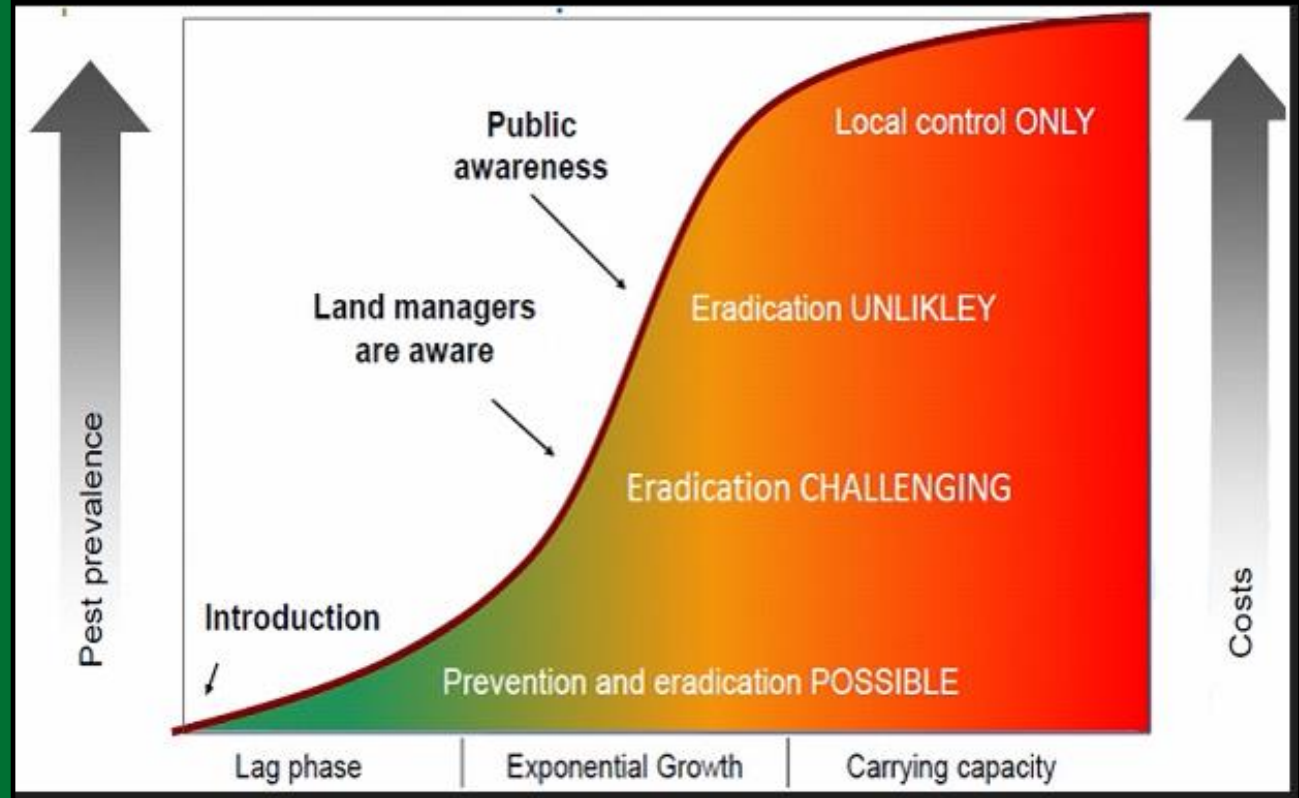 Public
awareness
Local control ONLY
Land managers
are aware
Eradication UNLIKLEY
Eradication CHALLENGING
Introduction
Prevention and eradication POSSIBLE
Pest prevalence
Costs
Lag phase
Exponential Growth
Carrying capacity